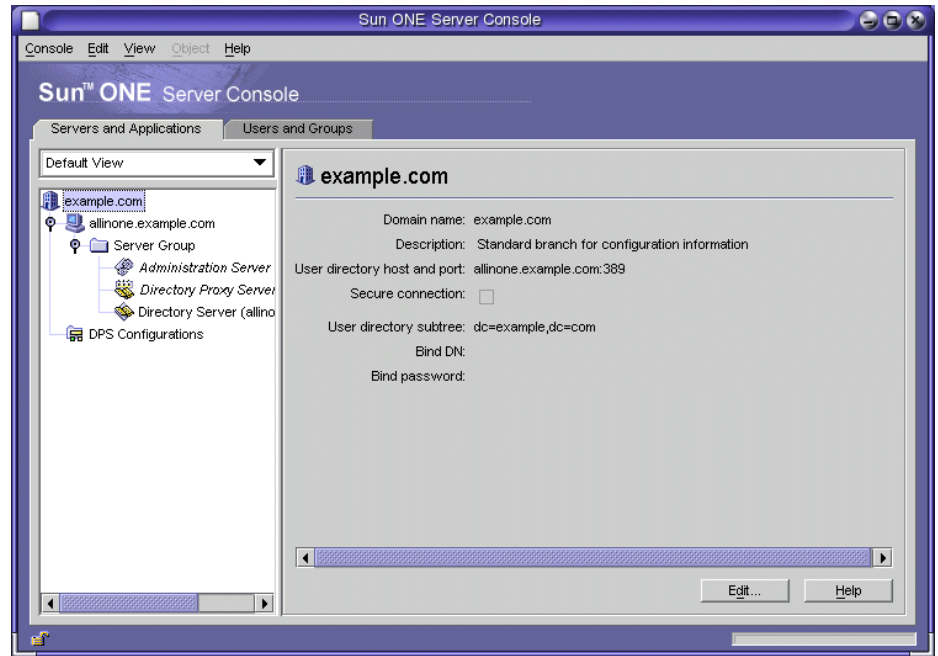 Sun ONE Server Console
Console Edit View Object Help
Sun™ ONE Server Console
Servers and Applications Users and Groups
Default View
example.com
allinone.example.com
Server Group
Administration Server
Directory Proxy Server
Directory Server (allino
DPS Configurations
example.com
Domain name: example.com
Description: Standard branch for configuration information
User directory host and port: allinone.example.com:389
Secure connection:
User directory subtree: dc=example,dc=com
Bind DN:
Bind password:
Edit... Help